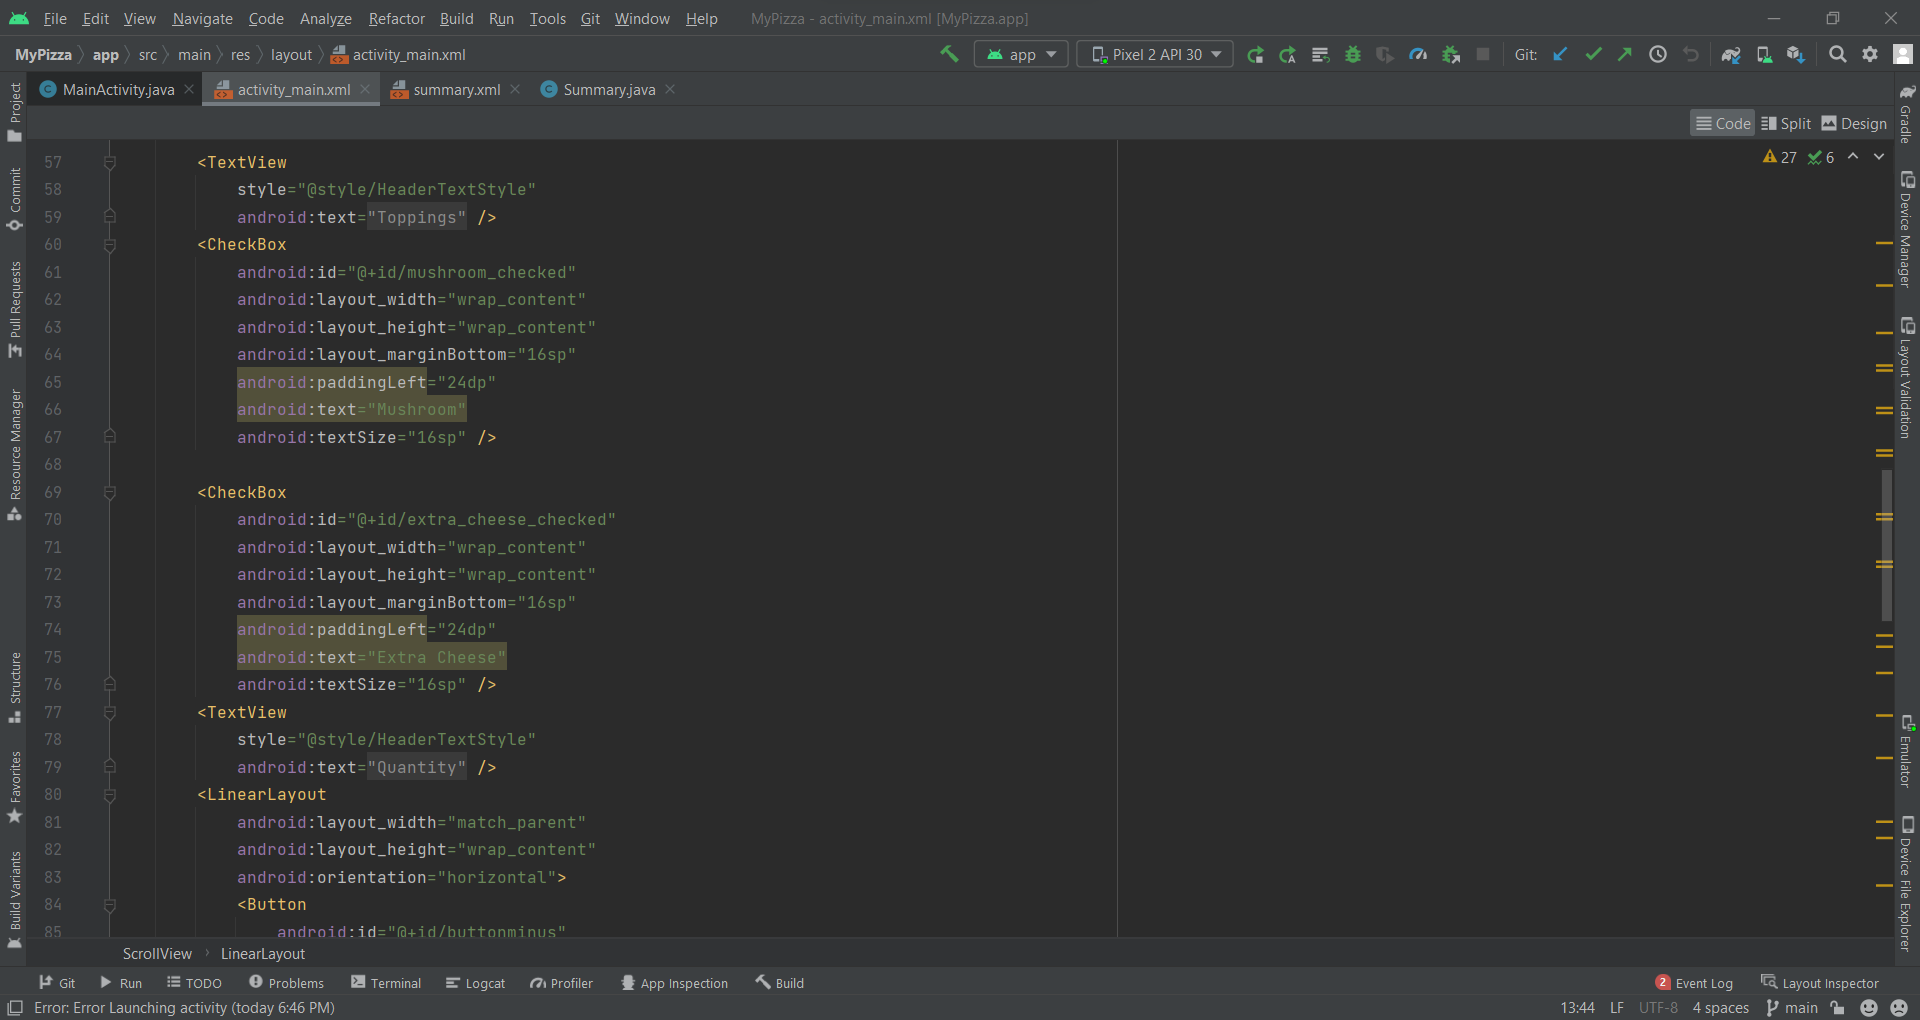 File Edit View Navigate Code Analyze Refactor Build Run Tools Git Window Help MyPizza - activity_main.xml [MyPizza.app]
MyPizza app src main res layout activity_main.xml app Pixel 2 API 30 Git:
MainActivity.java activity_main.xml summary.xml Summary.java
Code Split Design
27 6
57 <TextView
58 style="@style/HeaderTextStyle"
59 android:text="Toppings" />
60 <CheckBox
61 android:id="@+id/mushroom_checked"
62 android:layout_width="wrap_content"
63 android:layout_height="wrap_content"
64 android:layout_marginBottom="16sp"
65 android:paddingLeft="24dp"
66 android:text="Mushroom"
67 android:textSize="16sp" />
68
69 <CheckBox
70 android:id="@+id/extra_cheese_checked"
71 android:layout_width="wrap_content"
72 android:layout_height="wrap_content"
73 android:layout_marginBottom="16sp"
74 android:paddingLeft="24dp"
75 android:text="Extra Cheese"
76 android:textSize="16sp" />
77 <TextView
78 style="@style/HeaderTextStyle"
79 android:text="Quantity" />
80 <LinearLayout
81 android:layout_width="match_parent"
82 android:layout_height="wrap_content"
83 android:orientation="horizontal">
84 <Button
85 android:id="@+id/buttonminus"
Project
Commit
Pull Requests
Resource Manager
Structure
Favorites
Build Variants
Gradle
Device Manager
Layout Validation
Emulator
Device File Explorer
ScrollView LinearLayout
Git Run TODO Problems Terminal Logcat Profiler App Inspection Build 2 Event Log Layout Inspector
Error: Error Launching activity (today 6:46 PM) 13:44 LF UTF-8 4 spaces main